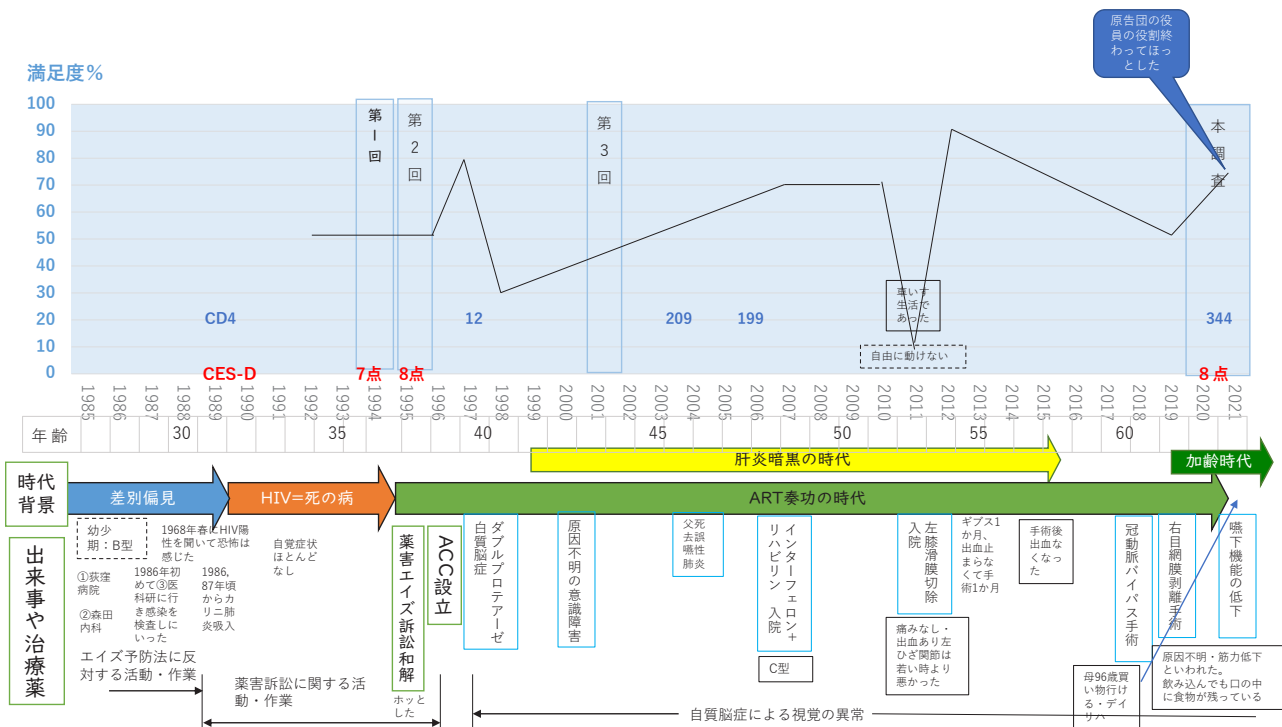 原告団の役
員の役割終
わってほっ
とした
満足度%
100
90
80
70
60
50
40
30
20
10
0
第1回
第2回
第3回
本調査
CD4
12
209
199
344
車いす
生活で
あった
自由に動けない
CES-D
7点
8点
8点
1985
1986
1987
1988
1989
1990
1992
1993
1994
1995
1996
1997
1998
1999
2000
2001
2002
2003
2004
2005
2006
2007
2008
2009
2010
2011
2012
2013
2014
2015
2016
2017
2018
2019
2020
2021
年齢
30
35
40
45
50
55
60
肝炎暗黒の時代
加齢時代
時代
背景
差別偏見
HIV=死の病
ART奏功の時代
出来事や治療薬
幼少
期：B型
1968年春にHIV陽
性を聞いて恐怖は
感じた
自覚症状
ほとんど
なし
①荻窪
病院
②森田
内科
1986年初
めて③医
科研に行
き感染を
検査しに
いった
1986,
87年頃
からカ
リニ肺
炎吸入
エイズ予防法に反
対する活動・作業
薬害訴訟に関する活
動・作業
薬害エイズ訴訟和解
ホッと
した
ACC設立
ダブルプロテアーゼ
白質脳症
原因不明の意識障害
父死
去誤
嚥性
肺炎
インターフェロン+
リハビリン 入院
C型
左膝滑膜切除
入院
痛みなし・
出血あり左
ひざ関節は
若い時より
悪かった
ギプス1
か月、
出血止
まらな
くて手
術1か月
手術後
出血な
くなっ
た
冠動脈バイパス手術
母96歳買
い物行け
る・デイ
リハ
右目網膜剥離手術
嚥下機能の低下
原因不明・筋力低下
といわれた。
飲み込んでも口の中
に食物が残っている
自質脳症による視覚の異常